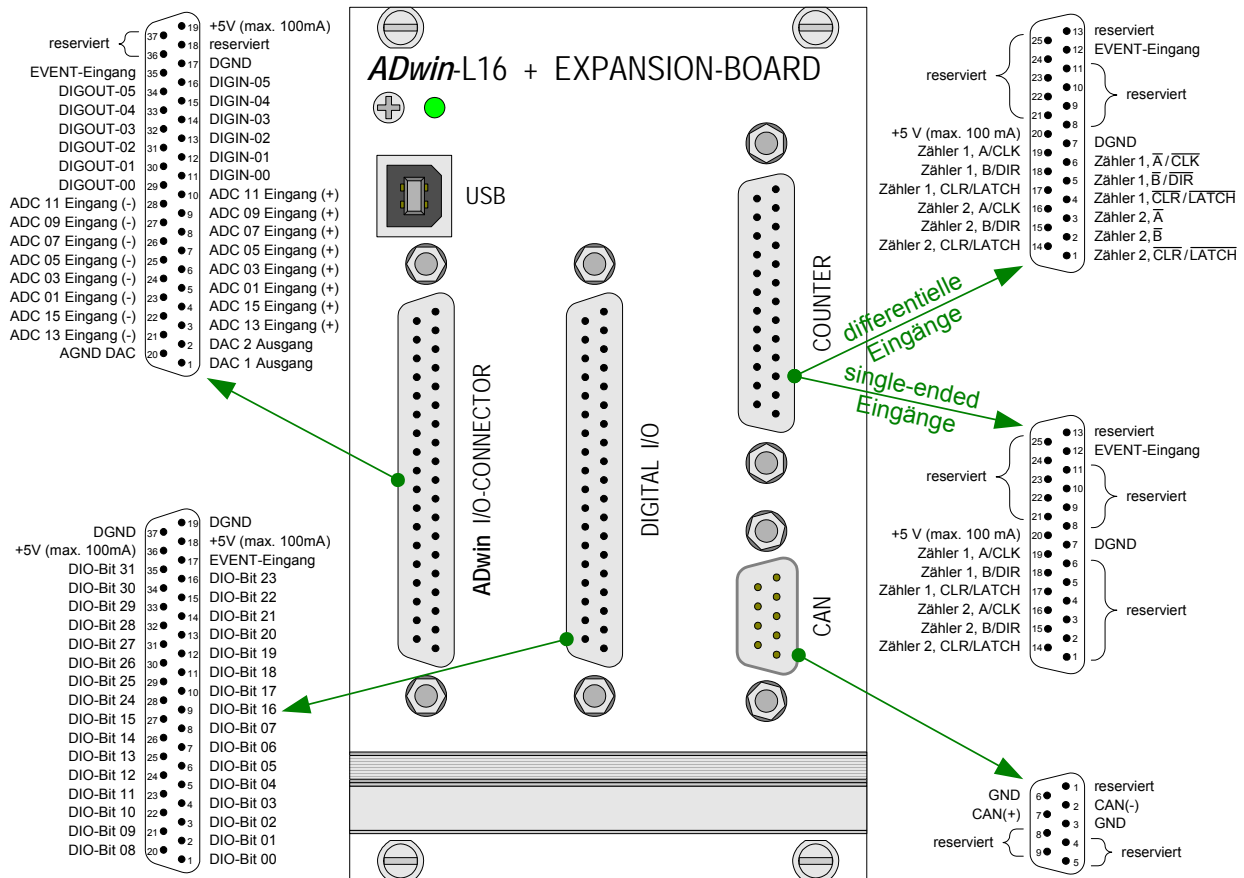 37
36
35
34
33
32
31
30
29
28
27
26
25
24
23
22
21
20
19
18
17
16
15
14
13
12
11
10
9
8
7
6
5
4
3
2
1
reserviert
EVENT-Eingang
DIGOUT-05
DIGOUT-04
DIGOUT-03
DIGOUT-02
DIGOUT-01
DIGOUT-00
ADC 11 Eingang (-)
ADC 09 Eingang (-)
ADC 07 Eingang (-)
ADC 05 Eingang (-)
ADC 03 Eingang (-)
ADC 01 Eingang (-)
ADC 15 Eingang (-)
ADC 13 Eingang (-)
AGND DAC
+5V (max. 100mA)
reserviert
DGND
DIGIN-05
DIGIN-04
DIGIN-03
DIGIN-02
DIGIN-01
DIGIN-00
ADC 11 Eingang (+)
ADC 09 Eingang (+)
ADC 07 Eingang (+)
ADC 05 Eingang (+)
ADC 03 Eingang (+)
ADC 01 Eingang (+)
ADC 15 Eingang (+)
ADC 13 Eingang (+)
DAC 2 Ausgang
DAC 1 Ausgang
DGND
+5V (max. 100mA)
DIO-Bit 31
DIO-Bit 30
DIO-Bit 29
DIO-Bit 28
DIO-Bit 27
DIO-Bit 26
DIO-Bit 25
DIO-Bit 24
DIO-Bit 15
DIO-Bit 14
DIO-Bit 13
DIO-Bit 12
DIO-Bit 11
DIO-Bit 10
DIO-Bit 09
DIO-Bit 08
37
36
35
34
33
32
31
30
29
28
27
26
25
24
23
22
21
20
19
18
17
16
15
14
13
12
11
10
9
8
7
6
5
4
3
2
1
DGND
+5V (max. 100mA)
EVENT-Eingang
DIO-Bit 23
DIO-Bit 22
DIO-Bit 21
DIO-Bit 20
DIO-Bit 19
DIO-Bit 18
DIO-Bit 17
DIO-Bit 16
DIO-Bit 07
DIO-Bit 06
DIO-Bit 05
DIO-Bit 04
DIO-Bit 03
DIO-Bit 02
DIO-Bit 01
DIO-Bit 00
ADwin-L16 + EXPANSION-BOARD
USB
ADwin I/O-CONNECTOR
DIGITAL I/O
COUNTER
CAN
differentielle
Eingänge
single-ended
Eingänge
reserviert
+5 V (max. 100 mA)
Zähler 1, A/CLK
Zähler 1, B/DIR
Zähler 1, CLR/LATCH
Zähler 2, A/CLK
Zähler 2, B/DIR
Zähler 2, CLR/LATCH
25
24
23
22
21
20
19
18
17
16
15
14
13
12
11
10
9
8
7
6
5
4
3
2
1
reserviert
EVENT-Eingang
reserviert
DGND
Zähler 1, A̅ / C̅L̅K̅
Zähler 1, B̅ / D̅I̅R̅
Zähler 1, C̅L̅R̅ / L̅A̅T̅C̅H̅
Zähler 2, A̅
Zähler 2, B̅
Zähler 2, C̅L̅R̅ / L̅A̅T̅C̅H̅
reserviert
+5 V (max. 100 mA)
Zähler 1, A/CLK
Zähler 1, B/DIR
Zähler 1, CLR/LATCH
Zähler 2, A/CLK
Zähler 2, B/DIR
Zähler 2, CLR/LATCH
25
24
23
22
21
20
19
18
17
16
15
14
13
12
11
10
9
8
7
6
5
4
3
2
1
reserviert
EVENT-Eingang
reserviert
DGND
reserviert
GND
CAN(+)
reserviert
6
7
8
9
1
2
3
4
5
reserviert
CAN(-)
GND
reserviert